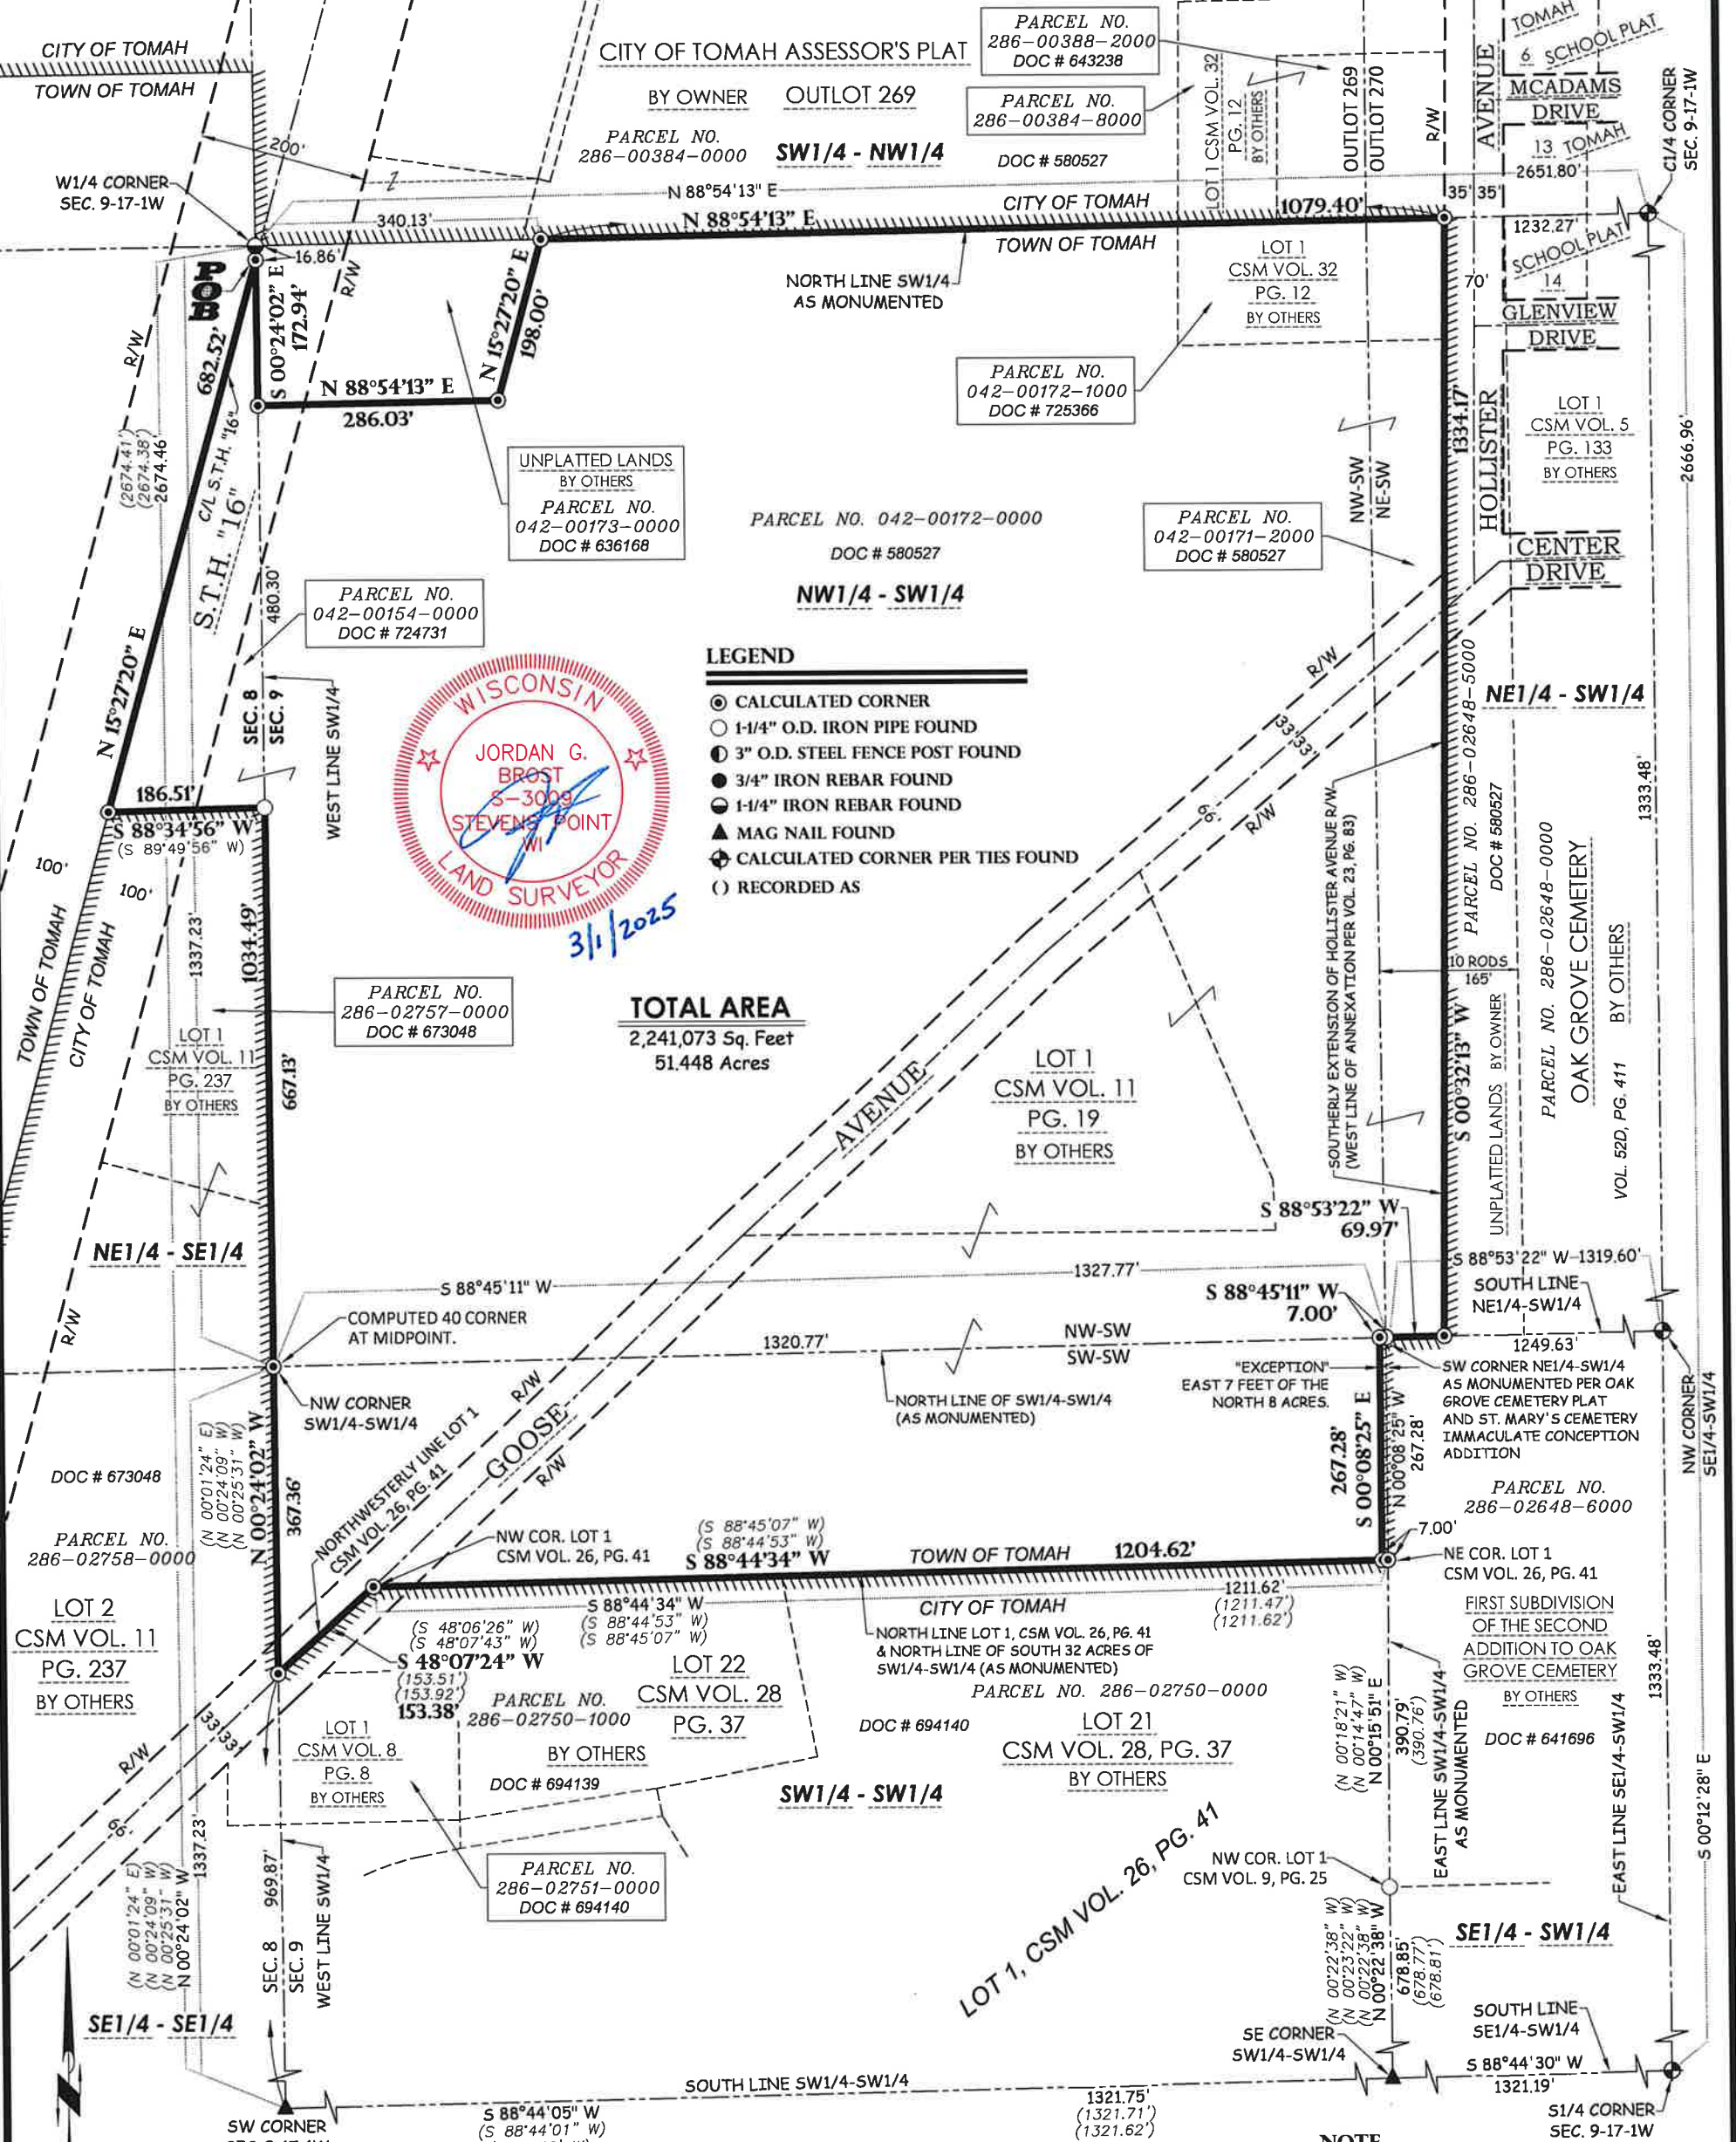 CITY OF TOMAH
TOWN OF TOMAH
CITY OF TOMAH ASSESSOR'S PLAT
BY OWNER
OUTLOT 269
PARCEL NO.
286-00384-0000
SW1/4 - NW1/4
DOC # 580527
PARCEL NO.
286-00388-2000
DOC # 643238
PARCEL NO.
286-00384-8000
LOT 1 CSM VOL. 32
PG. 12
BY OTHERS
OUTLOT 269
OUTLOT 270
R/W
AVENUE
TOMAH
6 SCHOOL PLAT
MCADAMS
DRIVE
13 TOMAH
2651.80'
C1/4 CORNER
SEC. 9-17-1W
200'
W1/4 CORNER
SEC. 9-17-1W
N 88°54'13" E
340.13'
N 88°54'13" E
CITY OF TOMAH
1079.40'
35' 35'
TOWN OF TOMAH
1232.27'
SCHOOL PLAT
14
70'
GLENVIEW
DRIVE
16.86'
POB
R/W
R/W
S 00°24'02" E
172.94'
N 15°27'20" E
198.00'
NORTH LINE SW1/4
AS MONUMENTED
LOT 1
CSM VOL. 32
PG. 12
BY OTHERS
682.52'
N 88°54'13" E
286.03'
PARCEL NO.
042-00172-1000
DOC # 725366
HOLLISTER
1334.17'
LOT 1
CSM VOL. 5
PG. 133
BY OTHERS
2666.96'
(2674.41')
(2674.38')
2674.46'
C/L S.T.H. "16"
S.T.H. "16"
UNPLATTED LANDS
BY OTHERS
PARCEL NO.
042-00173-0000
DOC # 636168
PARCEL NO. 042-00172-0000
DOC # 580527
NW1/4 - SW1/4
NW-SW
NE-SW
PARCEL NO.
042-00171-2000
DOC # 580527
CENTER
DRIVE
480.30'
PARCEL NO.
042-00154-0000
DOC # 724731
N 15°27'20" E
SEC. 8
SEC. 9
WEST LINE SW1/4
WISCONSIN
JORDAN G.
BROST
S-3009
STEVENS POINT
WI
LAND SURVEYOR
3/1/2025
LEGEND
CALCULATED CORNER
1-1/4" O.D. IRON PIPE FOUND
3" O.D. STEEL FENCE POST FOUND
3/4" IRON REBAR FOUND
1-1/4" IRON REBAR FOUND
MAG NAIL FOUND
CALCULATED CORNER PER TIES FOUND
( ) RECORDED AS
R/W
33' 33'
66'
R/W
PARCEL NO. 286-02648-5000
DOC # 580527
NE1/4 - SW1/4
1333.48'
186.51'
S 88°34'56" W
(S 89°49'56" W)
100'
100'
TOWN OF TOMAH
CITY OF TOMAH
1337.23'
1034.49'
PARCEL NO.
286-02757-0000
DOC # 673048
LOT 1
CSM VOL. 11
PG. 237
BY OTHERS
667.13'
TOTAL AREA
2,241,073 Sq. Feet
51.448 Acres
LOT 1
CSM VOL. 11
PG. 19
BY OTHERS
AVENUE
SOUTHERLY EXTENSION OF HOLLISTER AVENUE R/W
(WEST LINE OF ANNEXATION PER VOL. 23, PG. 83)
10 RODS
165'
S 00°32'13" W
UNPLATTED LANDS BY OWNER
PARCEL NO. 286-02648-0000
OAK GROVE CEMETERY
BY OTHERS
VOL. 52D, PG. 411
NE1/4 - SE1/4
R/W
S 88°53'22" W
69.97'
S 88°53'22" W
1319.60'
SOUTH LINE
NE1/4-SW1/4
1249.63'
S 88°45'11" W
1327.77'
S 88°45'11" W
7.00'
COMPUTED 40 CORNER
AT MIDPOINT.
1320.77'
NW-SW
SW-SW
NORTH LINE OF SW1/4-SW1/4
(AS MONUMENTED)
"EXCEPTION"
EAST 7 FEET OF THE
NORTH 8 ACRES.
SW CORNER NE1/4-SW1/4
AS MONUMENTED PER OAK
GROVE CEMETERY PLAT
AND ST. MARY'S CEMETERY
IMMACULATE CONCEPTION
ADDITION
NW CORNER
SE1/4-SW1/4
NW CORNER
SW1/4-SW1/4
R/W
NORTHWESTERLY LINE LOT 1
CSM VOL. 26, PG. 41
GOOSE
R/W
267.28'
S 00°08'25" E
N 00°08'25" W
267.28'
PARCEL NO.
286-02648-6000
DOC # 673048
PARCEL NO.
286-02758-0000
(N 00°01'24" E)
(N 00°24'09" W)
(N 00°25'31" W)
N 00°24'02" W
367.36'
NW COR. LOT 1
CSM VOL. 26, PG. 41
(S 88°45'07" W)
(S 88°44'53" W)
S 88°44'34" W
TOWN OF TOMAH
1204.62'
7.00'
NE COR. LOT 1
CSM VOL. 26, PG. 41
LOT 2
CSM VOL. 11
PG. 237
BY OTHERS
S 88°44'34" W
(S 88°44'53" W)
(S 88°45'07" W)
CITY OF TOMAH
1211.62'
(1211.47')
(1211.62')
(S 48°06'26" W)
(S 48°07'43" W)
S 48°07'24" W
(153.51')
(153.92')
153.38'
NORTH LINE LOT 1, CSM VOL. 26, PG. 41
& NORTH LINE OF SOUTH 32 ACRES OF
SW1/4-SW1/4 (AS MONUMENTED)
FIRST SUBDIVISION
OF THE SECOND
ADDITION TO OAK
GROVE CEMETERY
BY OTHERS
DOC # 641696
PARCEL NO.
286-02750-1000
LOT 22
CSM VOL. 28
PG. 37
BY OTHERS
DOC # 694139
PARCEL NO. 286-02750-0000
DOC # 694140
LOT 21
CSM VOL. 28, PG. 37
BY OTHERS
R/W
33' 33'
66'
LOT 1
CSM VOL. 8
PG. 8
BY OTHERS
SW1/4 - SW1/4
(N 00°18'21" W)
(N 00°14'47" W)
N 00°15'51" E
390.79'
(390.76')
EAST LINE SW1/4-SW1/4
AS MONUMENTED
EAST LINE SE1/4-SW1/4
1333.48'
S 00°12'28" E
PARCEL NO.
286-02751-0000
DOC # 694140
LOT 1, CSM VOL. 26, PG. 41
NW COR. LOT 1
CSM VOL. 9, PG. 25
SE1/4 - SW1/4
(N 00°01'24" E)
(N 00°24'09" W)
(N 00°25'31" W)
N 00°24'02" W
1337.23'
969.87'
SEC. 8
SEC. 9
WEST LINE SW1/4
(N 00°22'38" W)
(N 00°23'22" W)
(N 00°22'38" W)
N 00°22'38" W
678.85'
(678.77')
(678.81')
SE1/4 - SE1/4
SE CORNER
SW1/4-SW1/4
SOUTH LINE
SE1/4-SW1/4
S 88°44'30" W
1321.19'
SOUTH LINE SW1/4-SW1/4
SW CORNER
S 88°44'05" W
(S 88°44'01" W)
1321.75'
(1321.71')
(1321.62')
S1/4 CORNER
SEC. 9-17-1W
NOTE